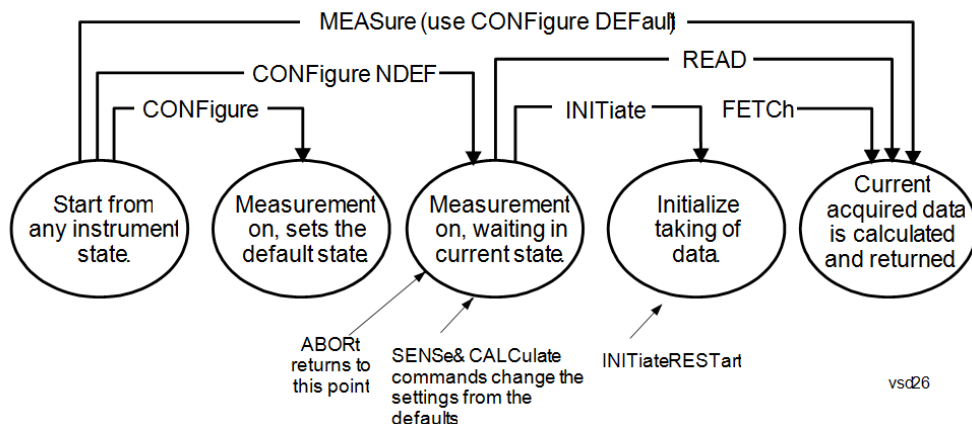 MEASure (use CONFigure DEFault)
READ
CONFigure NDEF
CONFigure
INITiate
FETCh
Start from
any instrument
state.
Measurement
on, sets the
default state.
Measurement
on, waiting in
current state.
Initialize
taking of
data.
Current
acquired data
is calculated
and returned.
ABORt
returns to
this point
SENSe& CALCulate
commands change the
settings from the
defaults
INITiateRESTart
vsd26